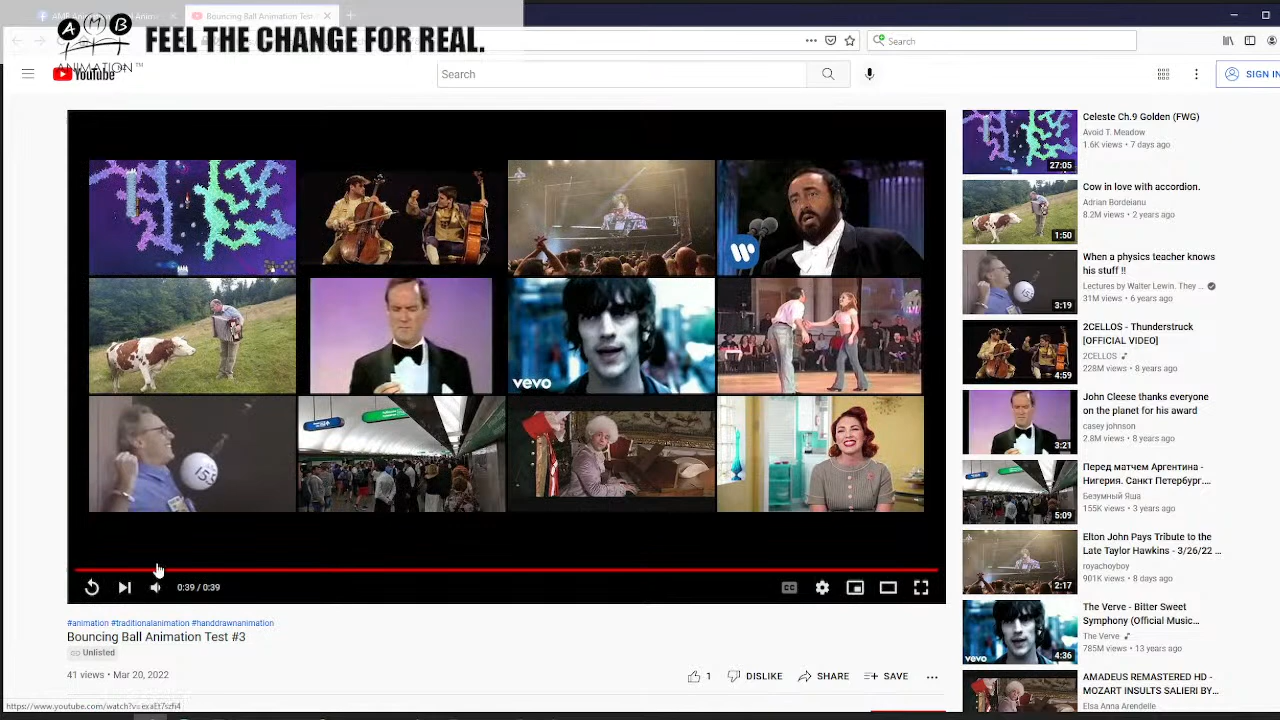 AMB Animation
Bouncing Ball Animation Test
AMB
FEEL THE CHANGE FOR REAL.
ANIMATION™
YouTube
Search
Search
SIGN IN
Celeste Ch.9 Golden (FWG)
Avoid T. Meadow
1.6K views • 7 days ago
27:05
Cow in love with accordion.
Adrian Bordeianu
8.2M views • 2 years ago
1:50
When a physics teacher knows
his stuff !!
Lectures by Walter Lewin. They ...
31M views • 6 years ago
3:19
2CELLOS - Thunderstruck
[OFFICIAL VIDEO]
2CELLOS
228M views • 8 years ago
4:59
John Cleese thanks everyone
on the planet for his award
casey johnson
2.8M views • 8 years ago
3:21
Перед матчем Аргентина -
Нигерия. Санкт Петербург....
Безумный Яша
155K views • 3 years ago
5:09
Elton John Pays Tribute to the
Late Taylor Hawkins - 3/26/22 ...
royachoyboy
901K views • 8 days ago
2:17
The Verve - Bitter Sweet
Symphony (Official Music...
The Verve
785M views • 13 years ago
vevo
4:36
AMADEUS REMASTERED HD -
MOZART INSULTS SALIERI BY...
Elsa Anna Arendelle
vevo
155
0:39 / 0:39
CC
#animation #traditionalanimation #handdrawnanimation
Bouncing Ball Animation Test #3
Unlisted
41 views • Mar 20, 2022
1
DISLIKE
SHARE
SAVE